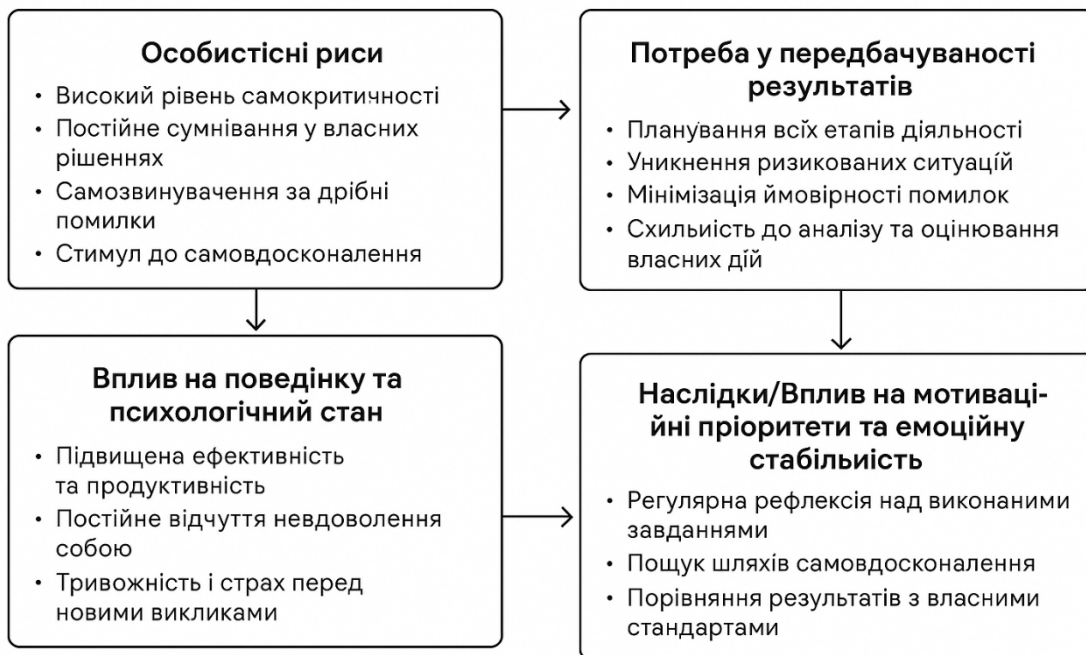 Особистісні риси
• Високий рівень самокритичності
• Постійне сумнівання у власних
рішеннях
• Самозвинувачення за дрібні
помилки
• Стимул до самовдосконалення
Потреба у передбачуваності
результатів
• Планування всіх етапів діяльності
• Уникнення ризикованих ситуацій
• Мінімізація ймовірності помилок
• Схильиість до аналізу та оцінювання
власних дій
Вплив на поведінку та
психологічний стан
• Підвищена ефективність
та продуктивність
• Постійне відчуття невдоволення
собою
• Тривожність і страх перед
новими викликами
Наслідки/Вплив на мотиваці-
йні пріоритети та емоційну
стабільиість
• Регулярна рефлексія над виконаними
завданнями
• Пошук шляхів самовдосконалення
• Порівняння результатів з власними
стандартами